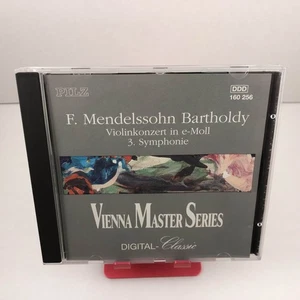 PILZ
DDD
160 256
F. Mendelssohn Bartholdy
Violinkonzert in e-Moll
3. Symphonie
VIENNA MASTER SERIES
DIGITAL-Classic